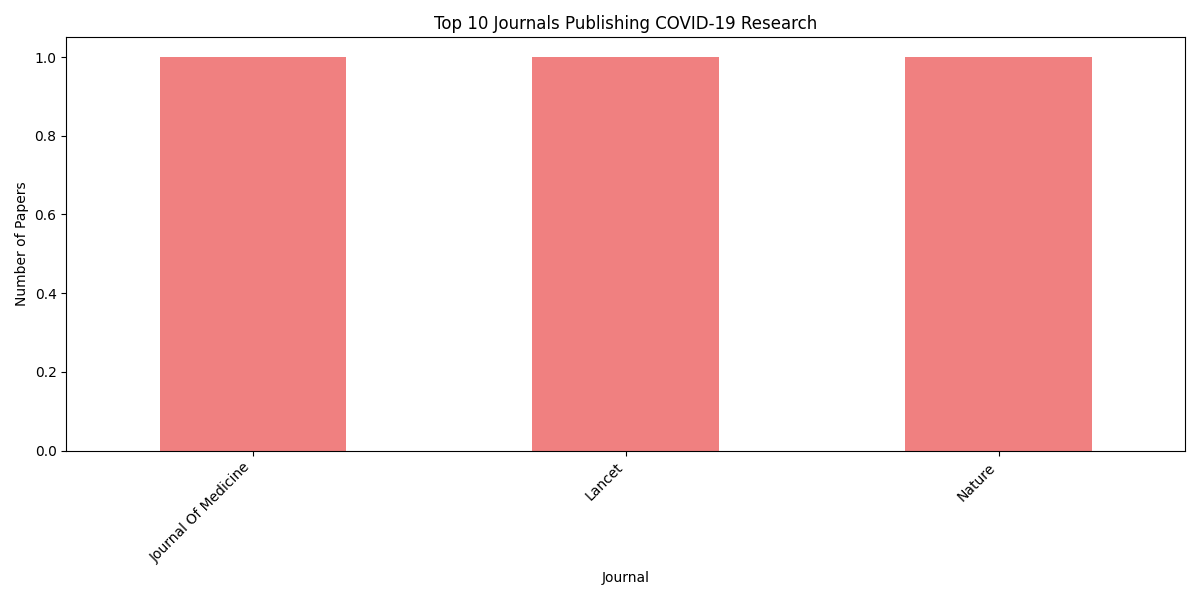 Top 10 Journals Publishing COVID-19 Research
Number of Papers
1.0
0.8
0.6
0.4
0.2
0.0
Journal Of Medicine
Lancet
Nature
Journal